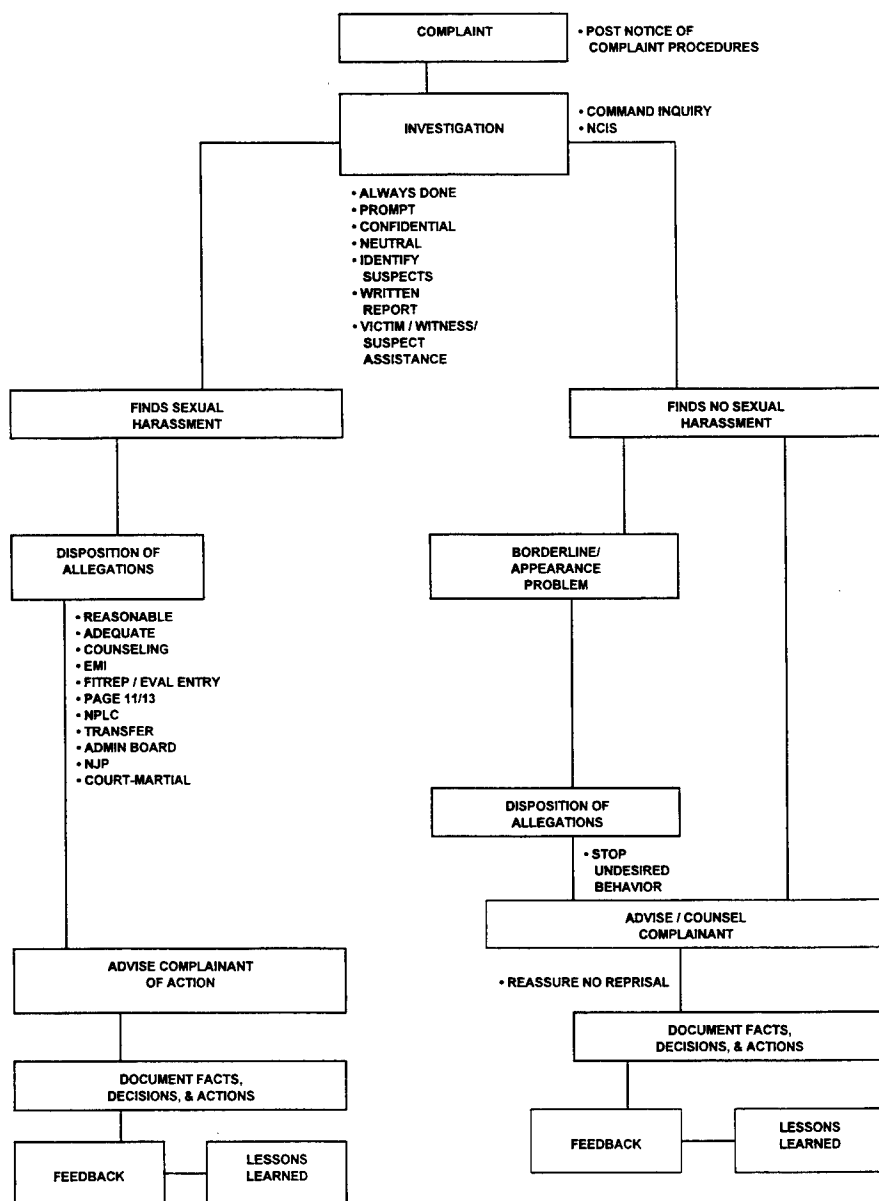 COMPLAINT
• POST NOTICE OF
COMPLAINT PROCEDURES
INVESTIGATION
• COMMAND INQUIRY
• NCIS
• ALWAYS DONE
• PROMPT
• CONFIDENTIAL
• NEUTRAL
• IDENTIFY
SUSPECTS
• WRITTEN
REPORT
• VICTIM / WITNESS/
SUSPECT
ASSISTANCE
FINDS SEXUAL
HARASSMENT
FINDS NO SEXUAL
HARASSMENT
DISPOSITION OF
ALLEGATIONS
• REASONABLE
• ADEQUATE
• COUNSELING
• EMI
• FITREP / EVAL ENTRY
• PAGE 11/13
• NPLC
• TRANSFER
• ADMIN BOARD
• NJP
• COURT-MARTIAL
BORDERLINE/
APPEARANCE
PROBLEM
DISPOSITION OF
ALLEGATIONS
• STOP
UNDESIRED
BEHAVIOR
ADVISE / COUNSEL
COMPLAINANT
ADVISE COMPLAINANT
OF ACTION
• REASSURE NO REPRISAL
DOCUMENT FACTS,
DECISIONS, & ACTIONS
DOCUMENT FACTS,
DECISIONS, & ACTIONS
FEEDBACK
LESSONS
LEARNED
FEEDBACK
LESSONS
LEARNED